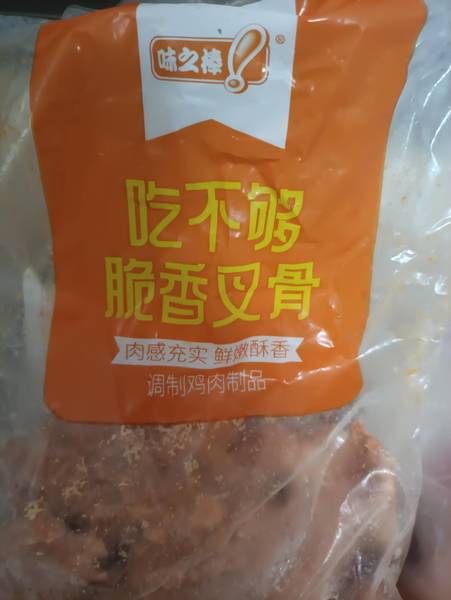 味之棒
®
吃不够
脆香叉骨
肉感充实 鲜嫩酥香
调制鸡肉制品